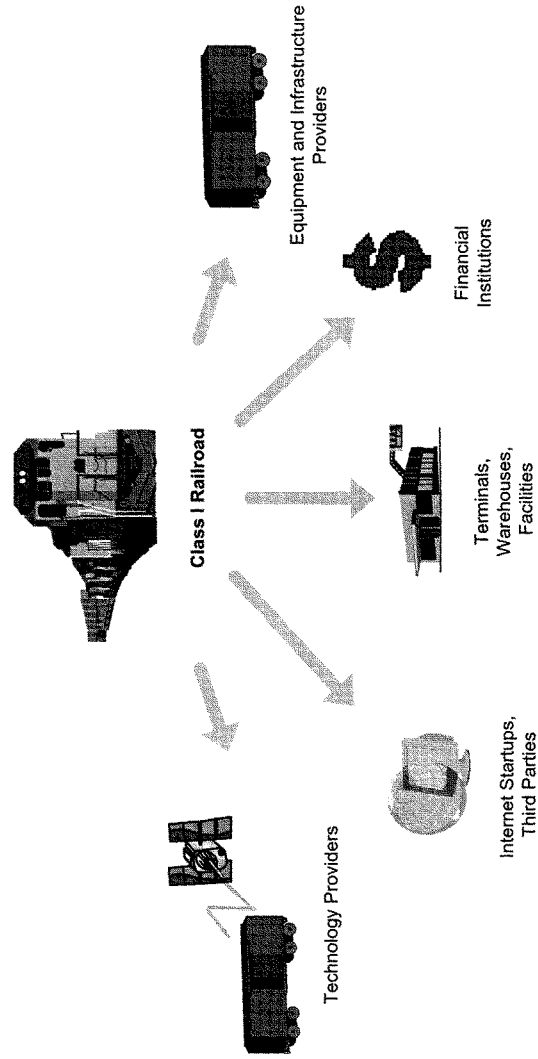 Class I Railroad
Technology Providers
Internet Startups,
Third Parties
Terminals,
Warehouses,
Facilities
Financial
Institutions
Equipment and Infrastructure
Providers